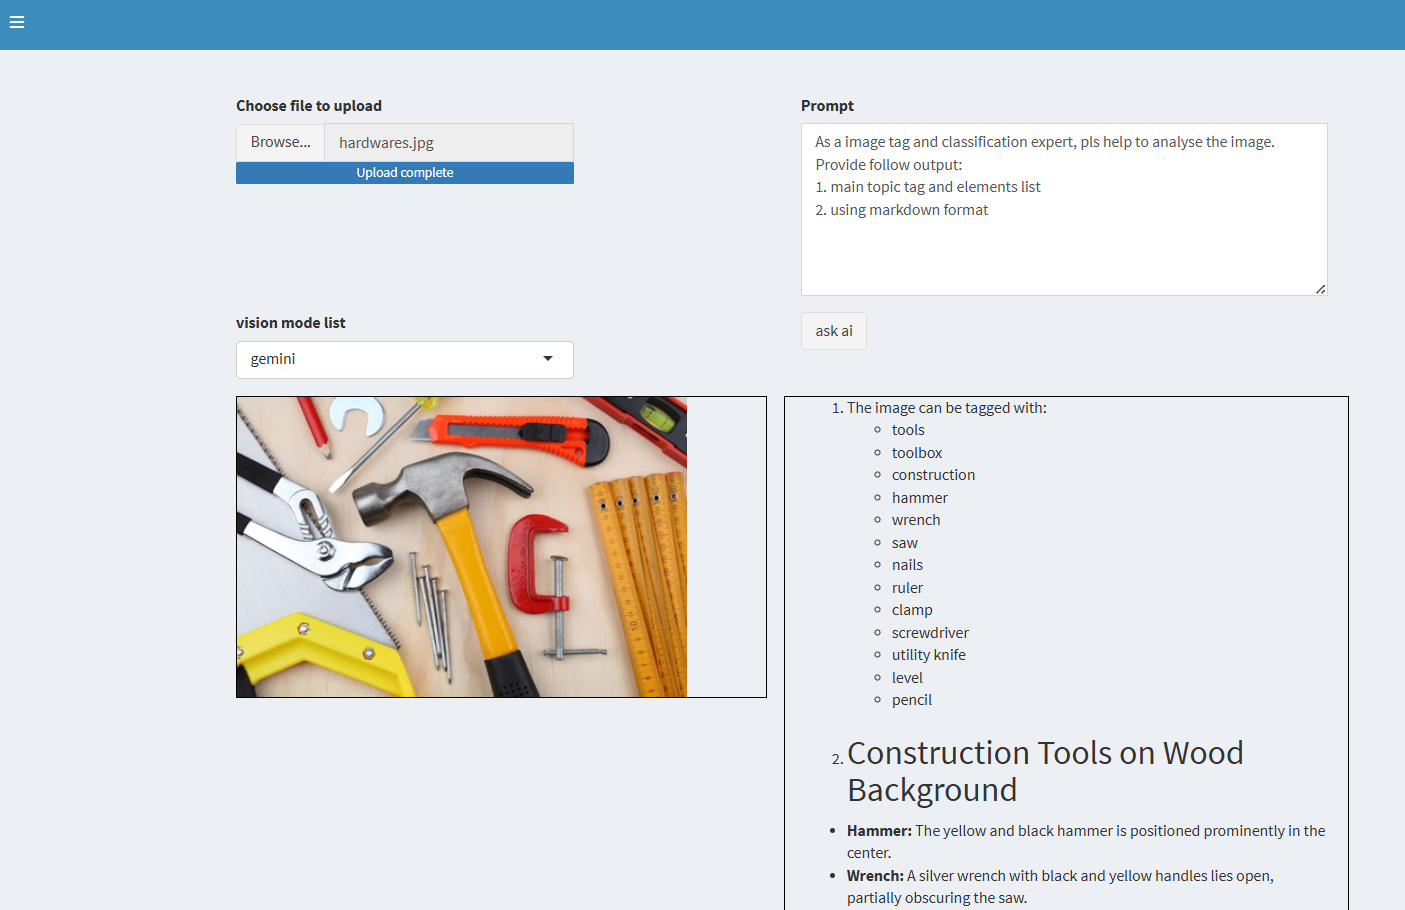 Choose file to upload
Browse...
hardwares.jpg
Upload complete
vision mode list
gemini
Prompt
As a image tag and classification expert, pls help to analyse the image.
Provide follow output:
1. main topic tag and elements list
2. using markdown format
ask ai
1. The image can be tagged with:
tools
toolbox
construction
hammer
wrench
saw
nails
ruler
clamp
screwdriver
utility knife
level
pencil
2. Construction Tools on Wood
Background
Hammer: The yellow and black hammer is positioned prominently in the
center.
Wrench: A silver wrench with black and yellow handles lies open,
partially obscuring the saw.